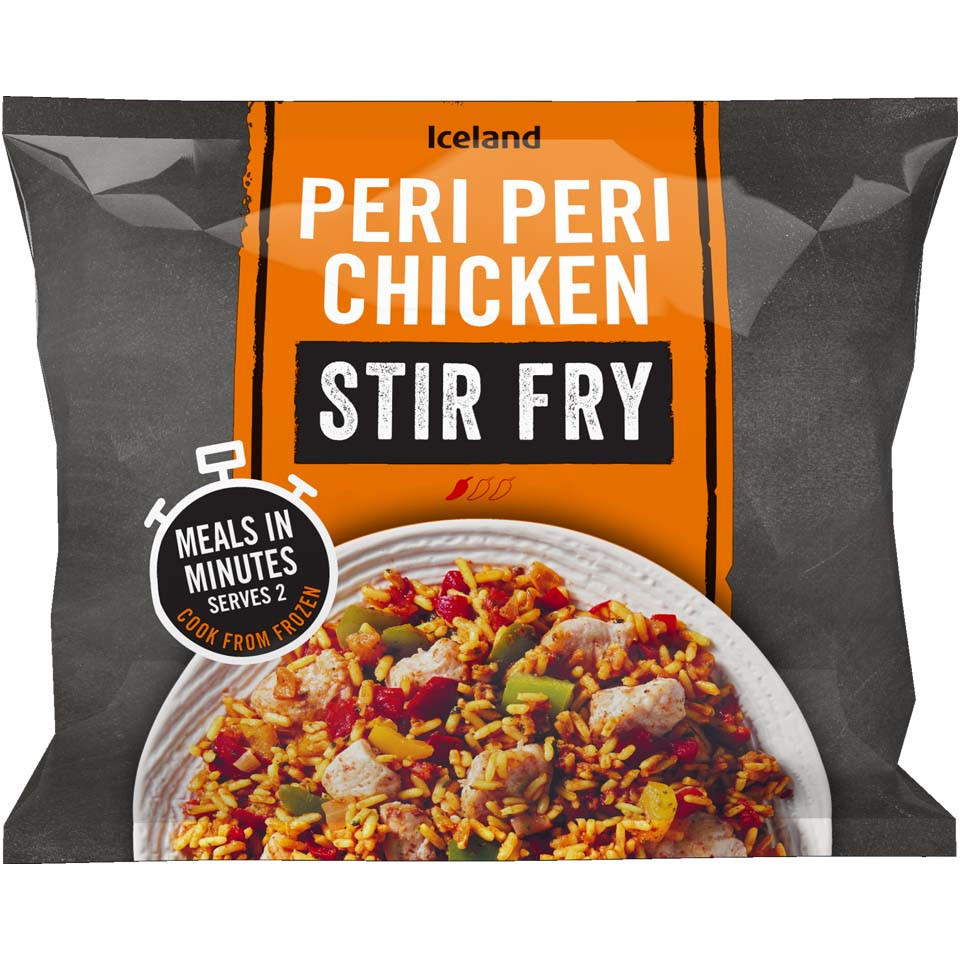 Iceland
PERI PERI
CHICKEN
STIR FRY
MEALS IN
MINUTES
SERVES 2
COOK FROM FROZEN